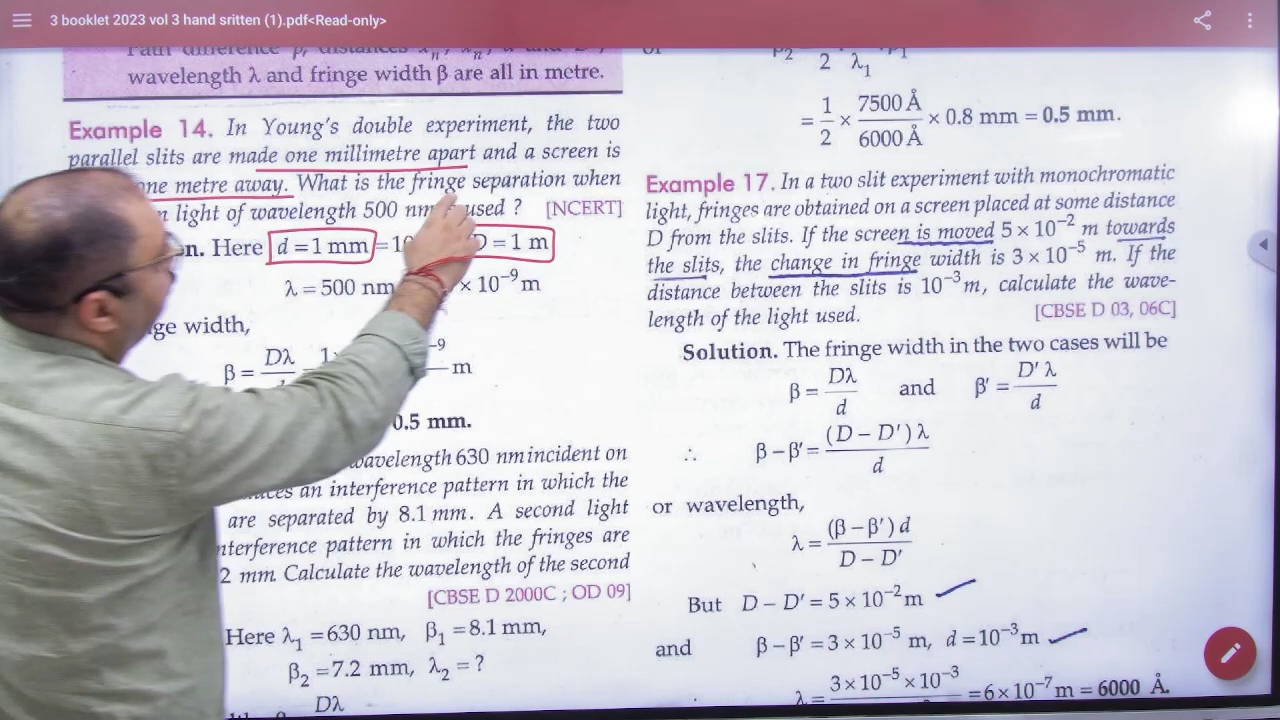 3 booklet 2023 vol 3 hand sritten (1).pdf<Read-only>
wavelength λ and fringe width β are all in metre.
Example 14. In Young's double experiment, the two
parallel slits are made one millimetre apart and a screen is
one metre away. What is the fringe separation when
light of wavelength 500 nm used ? [NCERT]
Here d = 1 mm = D = 1 m
λ = 500 nm × 10⁻⁹ m
width,
β = Dλ
m
0.5 mm.
wavelength 630 nm incident on
an interference pattern in which the
are separated by 8.1 mm. A second light
interference pattern in which the fringes are
2 mm. Calculate the wavelength of the second
[CBSE D 2000C ; OD 09]
Here λ₁ = 630 nm, β₁ = 8.1 mm,
β₂ = 7.2 mm, λ₂ = ?
Dλ
= 1/2 × 7500 Å / 6000 Å × 0.8 mm = 0.5 mm.
Example 17. In a two slit experiment with monochromatic
light, fringes are obtained on a screen placed at some distance
D from the slits. If the screen is moved 5 × 10⁻² m towards
the slits, the change in fringe width is 3 × 10⁻⁵ m. If the
distance between the slits is 10⁻³ m, calculate the wave-
length of the light used. [CBSE D 03, 06C]
Solution. The fringe width in the two cases will be
β = Dλ / d and β′ = D′ λ / d
∴ β – β′ = (D – D′) λ / d
or wavelength,
λ = (β – β′) d / D – D′
But D – D′ = 5 × 10⁻² m
and β – β′ = 3 × 10⁻⁵ m, d = 10⁻³ m
λ = 3 × 10⁻⁵ × 10⁻³ = 6 × 10⁻⁷ m = 6000 Å.